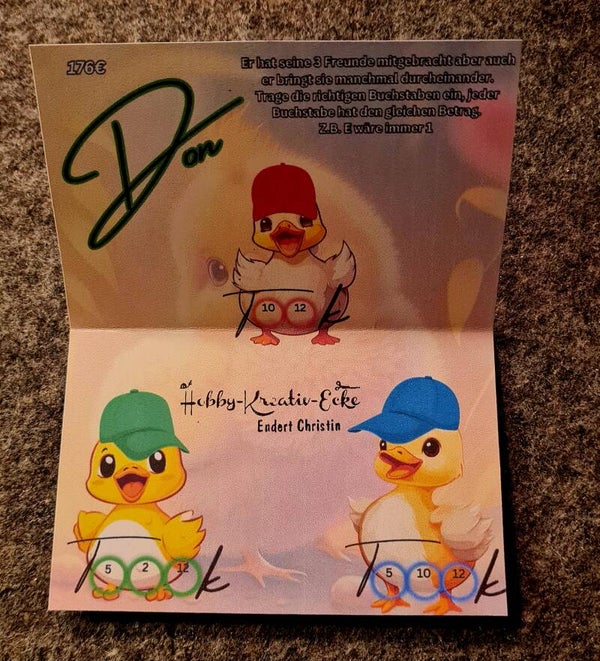 176€
Er hat seine 3 Freunde mitgebracht aber auch
er bringt sie manchmal durcheinander.
Trage die richtigen Buchstaben ein, jeder
Buchstabe hat den gleichen Betrag.
Z.B. E wäre immer 1
Don
T 10 12 k
Hobby-Kreativ-Ecke
Endert Christin
T 5 2 12 k
T 5 10 12 k